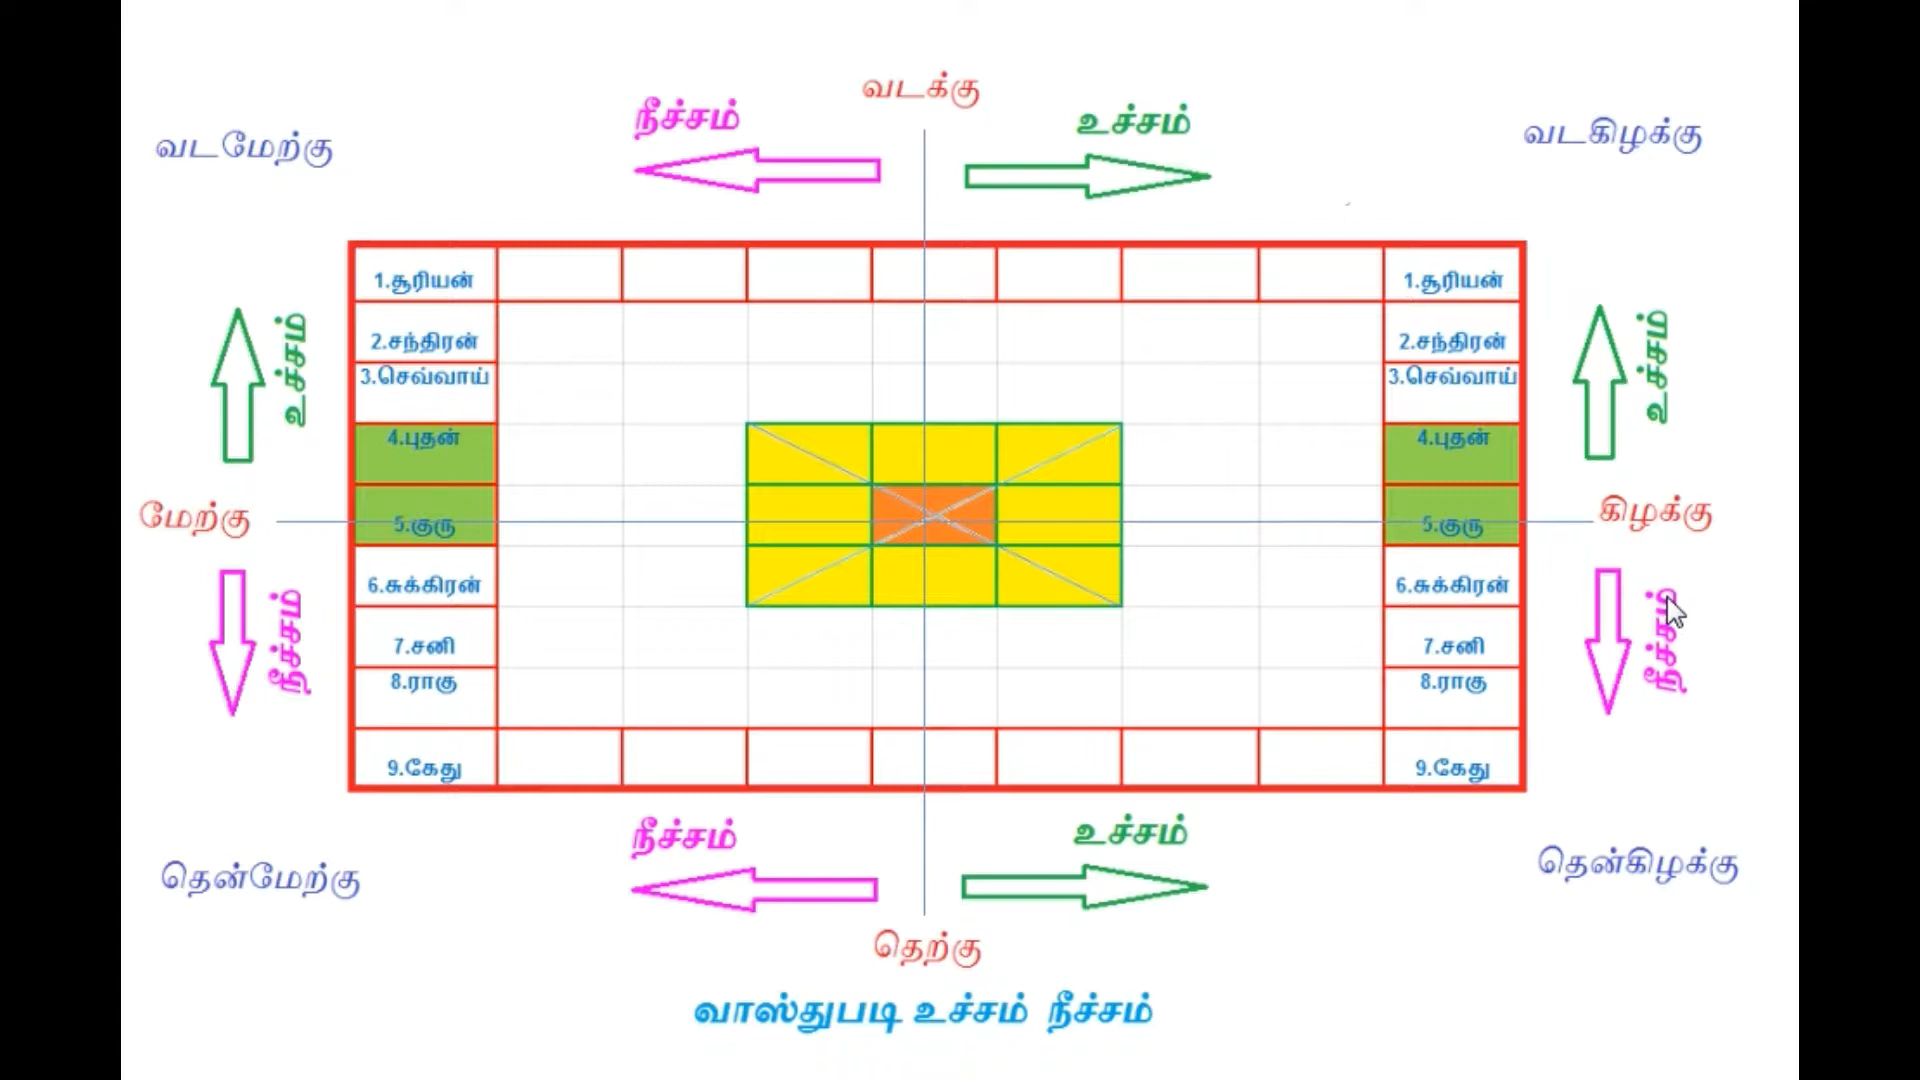 வடக்கு
நீச்சம்
உச்சம்
வடமேற்கு
வடகிழக்கு
1.சூரியன்
1.சூரியன்
உச்சம்
2.சந்திரன்
2.சந்திரன்
உச்சம்
3.செவ்வாய்
3.செவ்வாய்
4.புதன்
4.புதன்
மேற்கு
5.குரு
5.குரு
கிழக்கு
6.சுக்கிரன்
6.சுக்கிரன்
நீச்சம்
7.சனி
7.சனி
நீச்சம்
8.ராகு
8.ராகு
9.கேது
9.கேது
நீச்சம்
உச்சம்
தென்மேற்கு
தென்கிழக்கு
தெற்கு
வாஸ்துபடி உச்சம் நீச்சம்